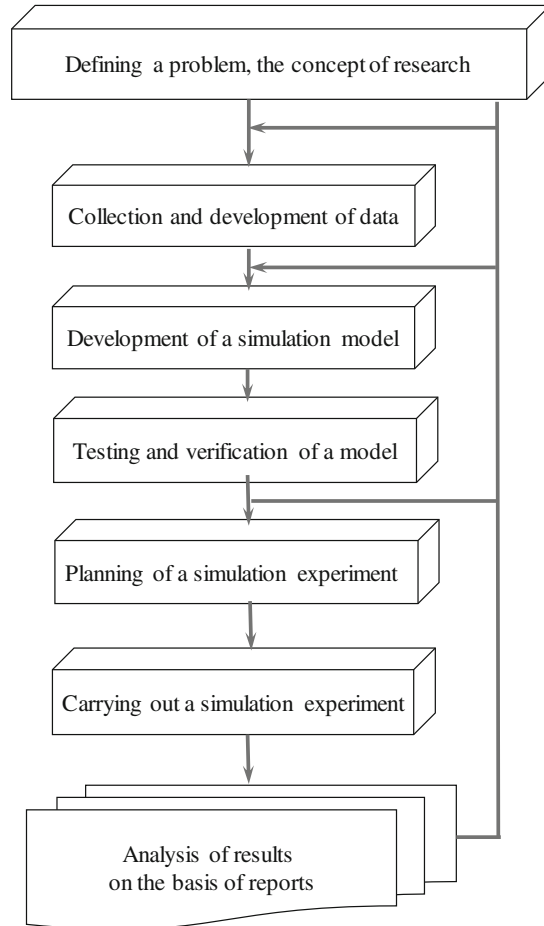 Defining a problem, the concept of research
Collection and development of data
Development of a simulation model
Testing and verification of a model
Planning of a simulation experiment
Carrying out a simulation experiment
Analysis of results
on the basis of reports